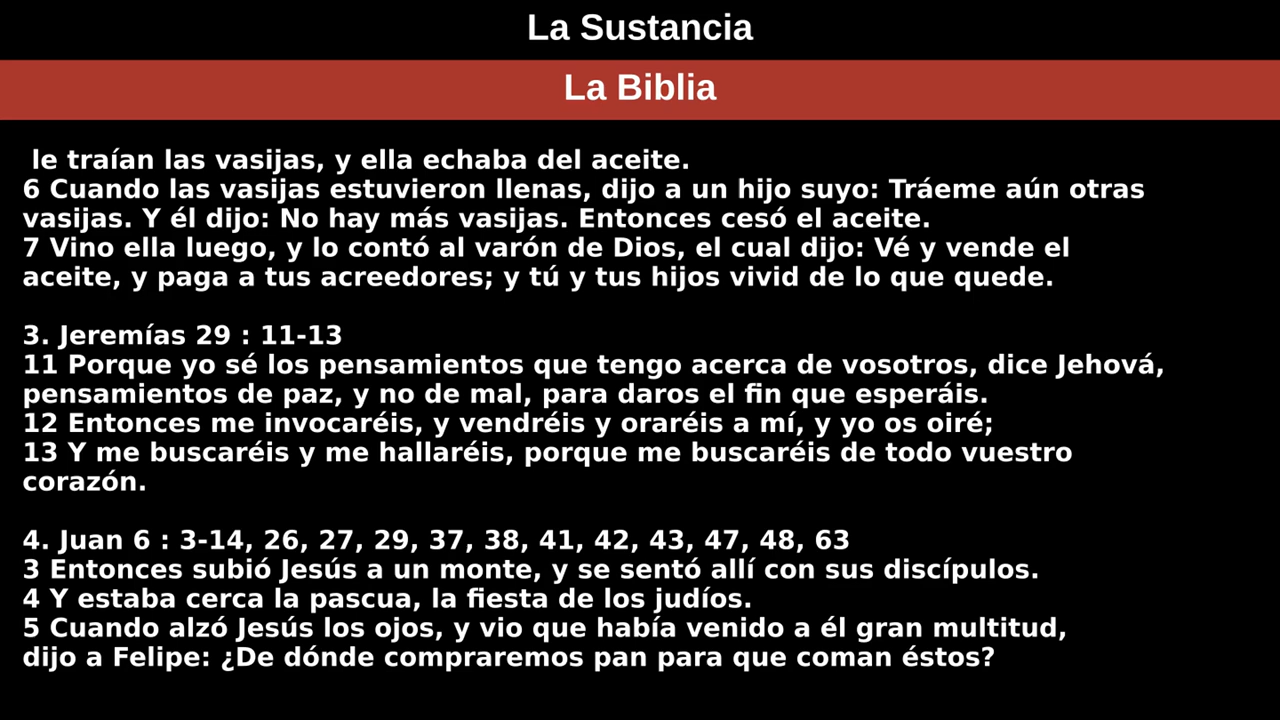 La Sustancia
La Biblia
le traían las vasijas, y ella echaba del aceite.
6 Cuando las vasijas estuvieron llenas, dijo a un hijo suyo: Tráeme aún otras
vasijas. Y él dijo: No hay más vasijas. Entonces cesó el aceite.
7 Vino ella luego, y lo contó al varón de Dios, el cual dijo: Vé y vende el
aceite, y paga a tus acreedores; y tú y tus hijos vivid de lo que quede.
3. Jeremías 29 : 11-13
11 Porque yo sé los pensamientos que tengo acerca de vosotros, dice Jehová,
pensamientos de paz, y no de mal, para daros el fin que esperáis.
12 Entonces me invocaréis, y vendréis y oraréis a mí, y yo os oiré;
13 Y me buscaréis y me hallaréis, porque me buscaréis de todo vuestro
corazón.
4. Juan 6 : 3-14, 26, 27, 29, 37, 38, 41, 42, 43, 47, 48, 63
3 Entonces subió Jesús a un monte, y se sentó allí con sus discípulos.
4 Y estaba cerca la pascua, la fiesta de los judíos.
5 Cuando alzó Jesús los ojos, y vio que había venido a él gran multitud,
dijo a Felipe: ¿De dónde compraremos pan para que coman éstos?